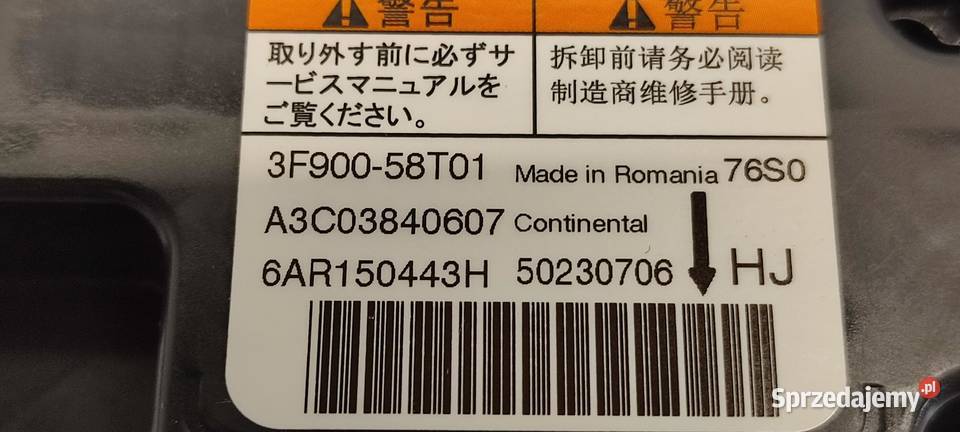 警告
取り外す前に必ずサ
ービスマニュアルを
ご覧ください。
警告
拆卸前请务必阅读
制造商维修手册。
3F900-58T01 Made in Romania 76S0
A3C03840607 Continental
6AR150443H 50230706 HJ
Sprzedajemy.pl